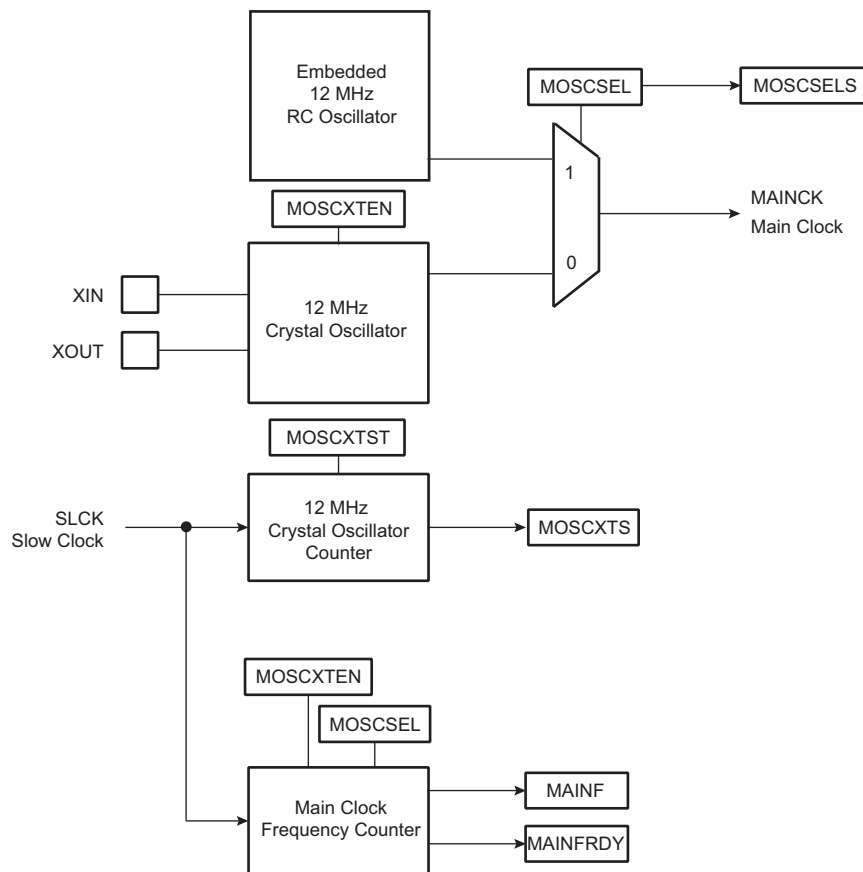 Embedded
12 MHz
RC Oscillator
MOSCSEL
MOSCSELS
1
MAINCK
Main Clock
MOSCXTEN
0
XIN
12 MHz
Crystal Oscillator
XOUT
MOSCXTST
SLCK
Slow Clock
12 MHz
Crystal Oscillator
Counter
MOSCXTS
MOSCXTEN
MOSCSEL
Main Clock
Frequency Counter
MAINF
MAINFRDY